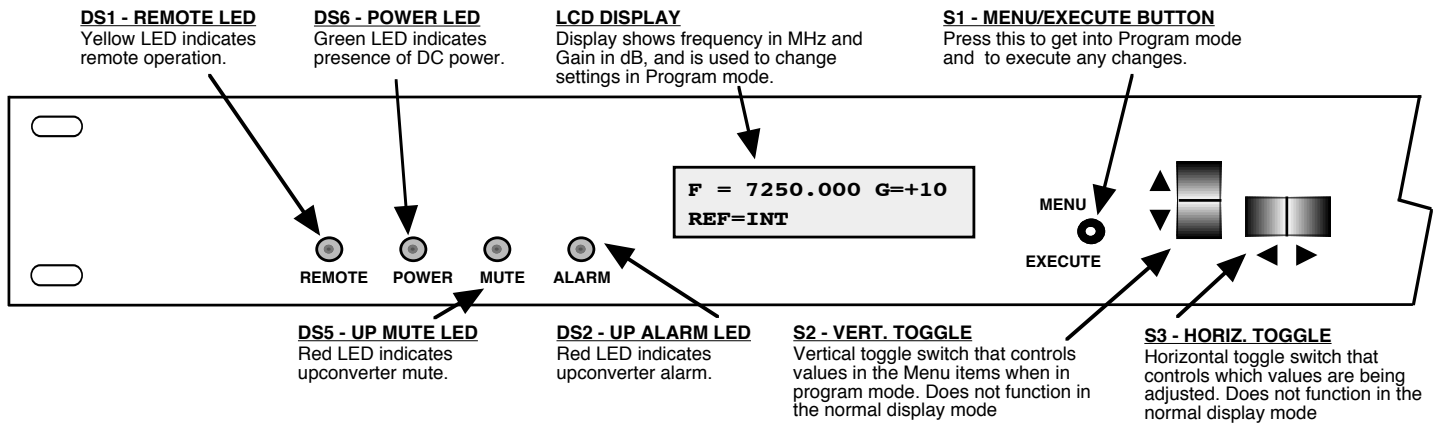 DS1 - REMOTE LED
Yellow LED indicates
remote operation.
DS6 - POWER LED
Green LED indicates
presence of DC power.
LCD DISPLAY
Display shows frequency in MHz and
Gain in dB, and is used to change
settings in Program mode.
S1 - MENU/EXECUTE BUTTON
Press this to get into Program mode
and to execute any changes.
F = 7250.000 G=+10
REF=INT
MENU
EXECUTE
REMOTE
POWER
MUTE
ALARM
DS5 - UP MUTE LED
Red LED indicates
upconverter mute.
DS2 - UP ALARM LED
Red LED indicates
upconverter alarm.
S2 - VERT. TOGGLE
Vertical toggle switch that controls
values in the Menu items when in
program mode. Does not function in
the normal display mode
S3 - HORIZ. TOGGLE
Horizontal toggle switch that
controls which values are being
adjusted. Does not function in the
normal display mode